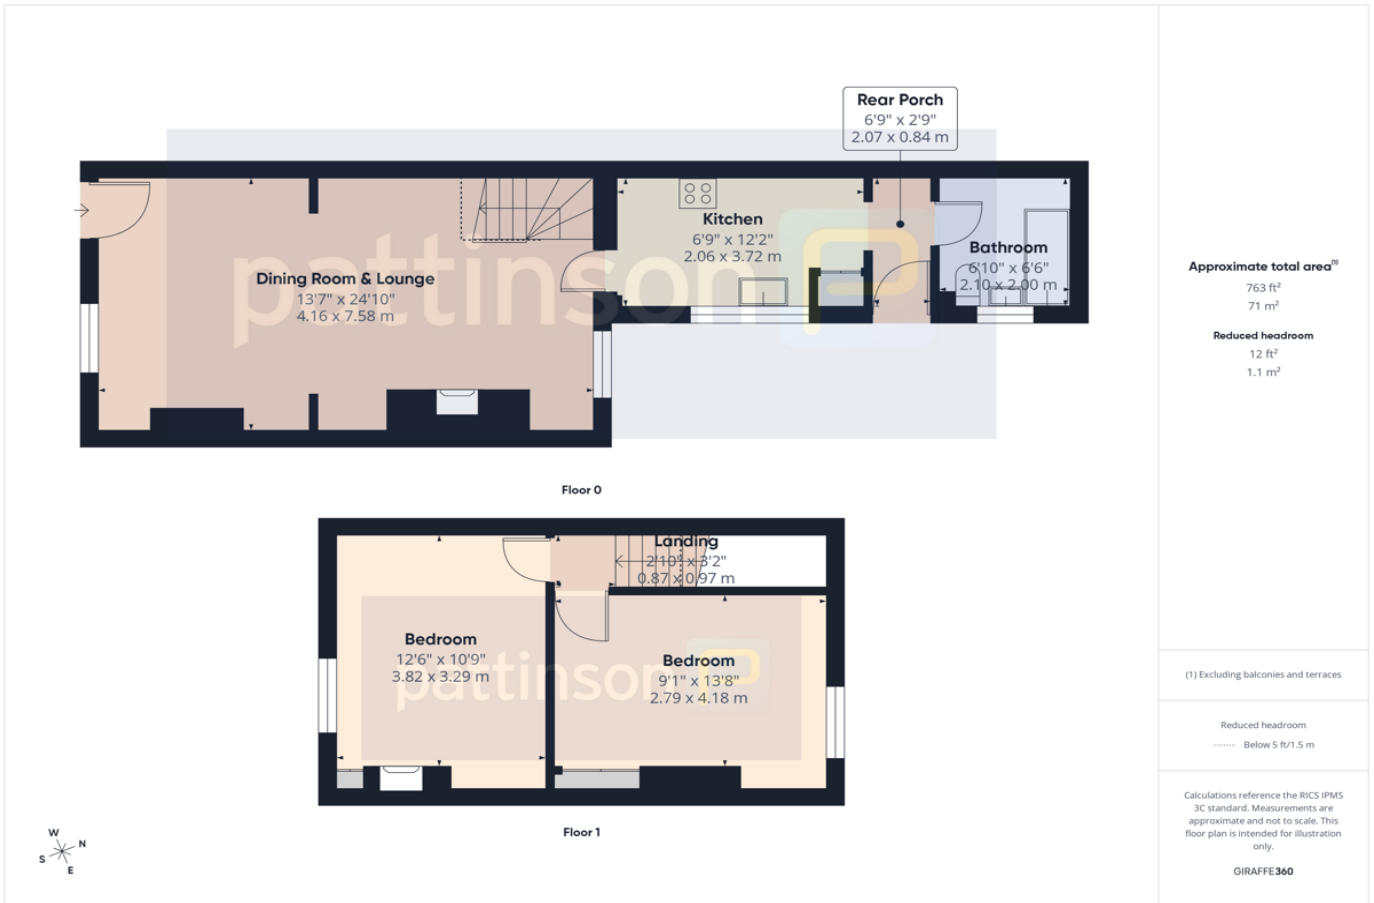 Rear Porch
6'9" x 2'9"
2.07 x 0.84 m
Kitchen
6'9" x 12'2"
2.06 x 3.72 m
Bathroom
6'10" x 6'6"
2.10 x 2.00 m
Dining Room & Lounge
13'7" x 24'10"
4.16 x 7.58 m
pattinson
Floor 0
Landing
2'10" x 3'2"
0.87 x 0.97 m
Bedroom
12'6" x 10'9"
3.82 x 3.29 m
Bedroom
9'1" x 13'8"
2.79 x 4.18 m
pattinson
Floor 1
W
N
S
E
Approximate total area(1)
763 ft²
71 m²
Reduced headroom
12 ft²
1.1 m²
(1) Excluding balconies and terraces
Reduced headroom
Below 5 ft/1.5 m
Calculations reference the RICS IPMS
3C standard. Measurements are
approximate and not to scale. This
floor plan is intended for illustration
only.
GIRAFFE360